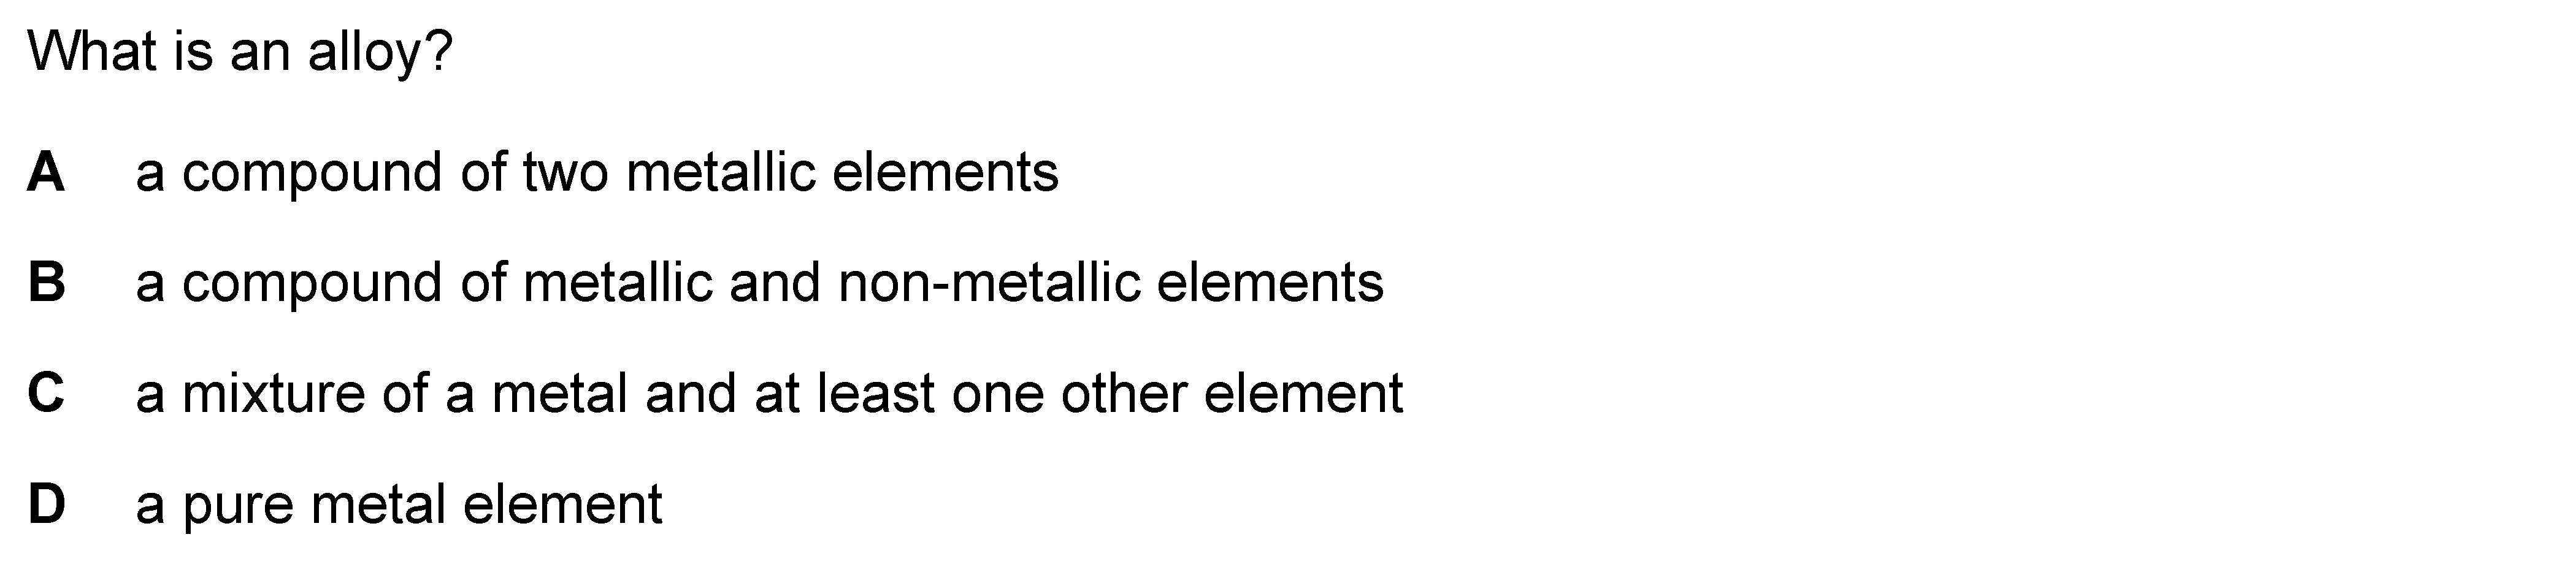 What is an alloy?
A a compound of two metallic elements
B a compound of metallic and non-metallic elements
C a mixture of a metal and at least one other element
D a pure metal element